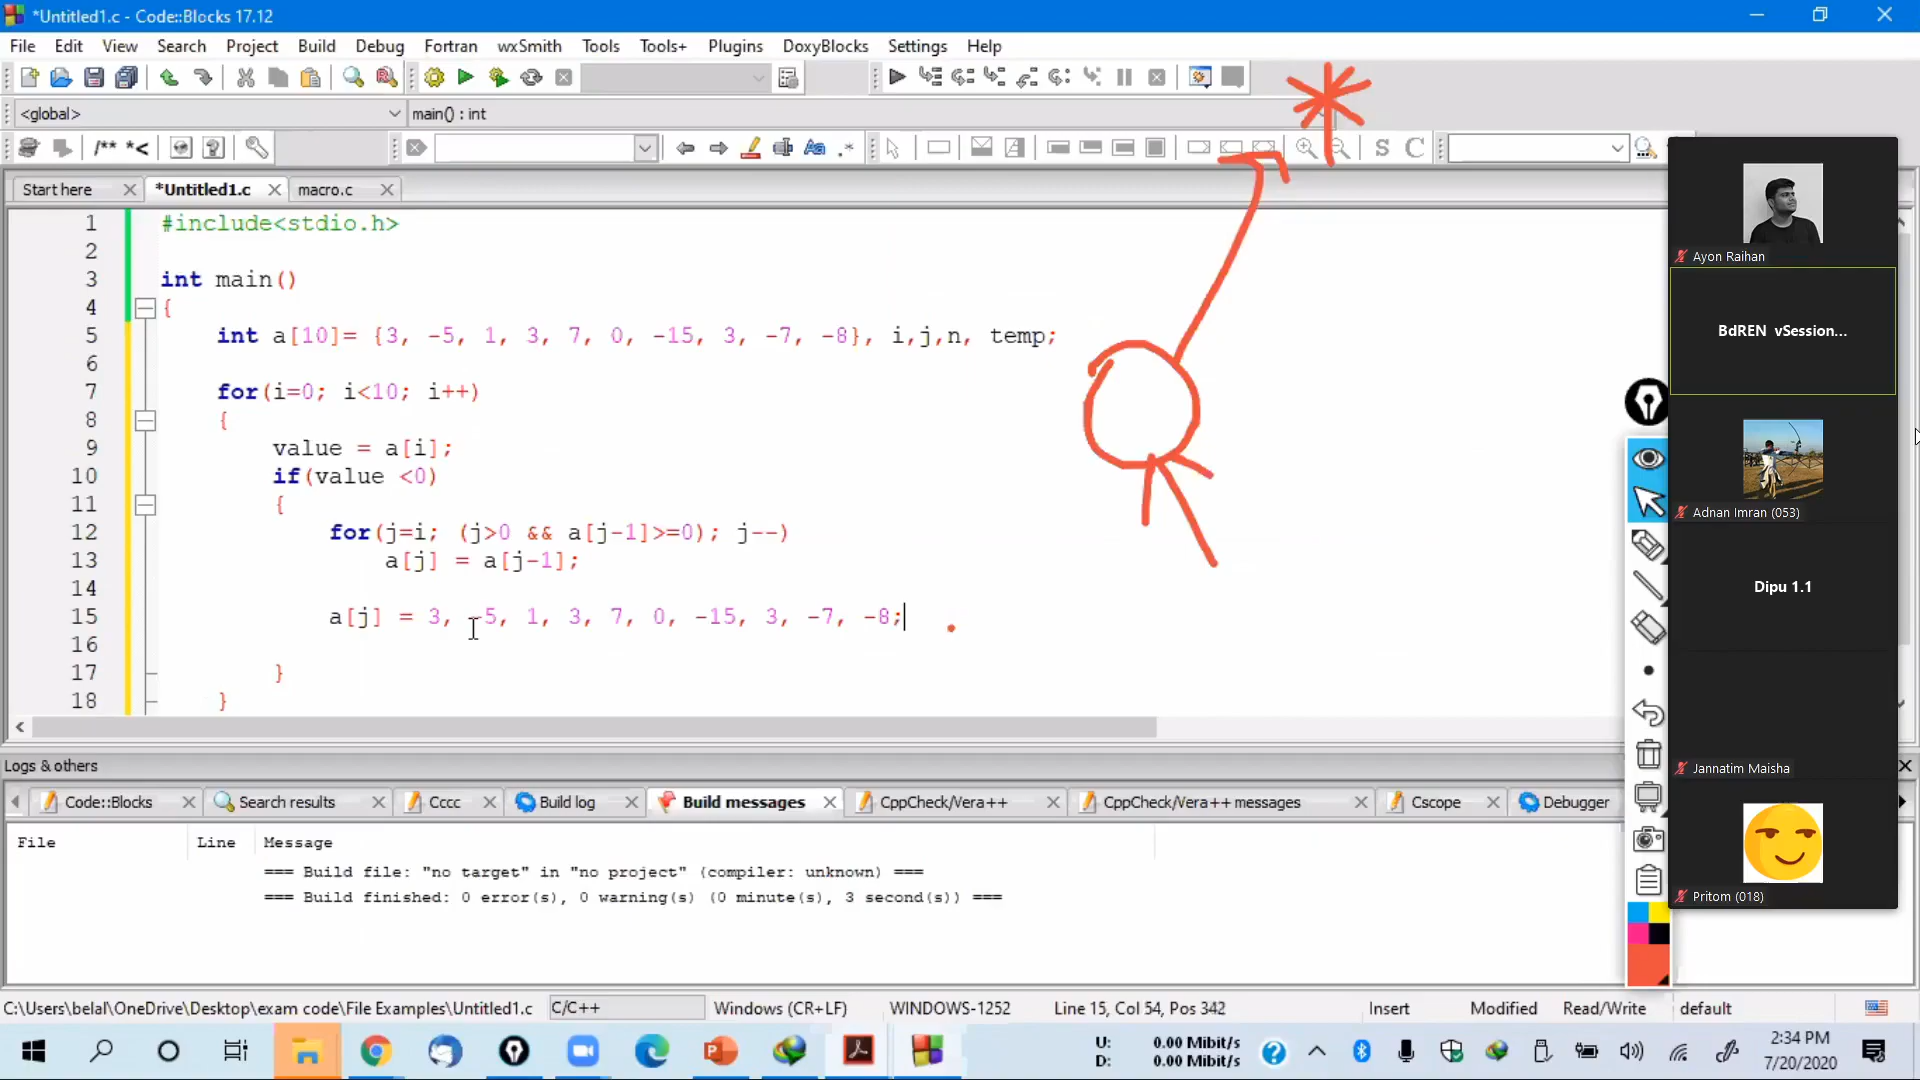 *Untitled1.c - Code::Blocks 17.12
File Edit View Search Project Build Debug Fortran wxSmith Tools Tools+ Plugins DoxyBlocks Settings Help
<global> main() : int
/** *< Aa .* S C
Start here *Untitled1.c macro.c
1 #include<stdio.h>
2
3 int main()
4 {
5 int a[10]= {3, -5, 1, 3, 7, 0, -15, 3, -7, -8}, i,j,n, temp;
6
7 for(i=0; i<10; i++)
8 {
9 value = a[i];
10 if(value <0)
11 {
12 for(j=i; (j>0 && a[j-1]>=0); j--)
13 a[j] = a[j-1];
14
15 a[j] = 3, -5, 1, 3, 7, 0, -15, 3, -7, -8;
16
17 }
18 }
Ayon Raihan
BdREN vSession...
Adnan Imran (053)
Dipu 1.1
Jannatim Maisha
Pritom (018)
Logs & others
Code::Blocks Search results Cccc Build log Build messages CppCheck/Vera++ CppCheck/Vera++ messages Cscope Debugger
File Line Message
=== Build file: "no target" in "no project" (compiler: unknown) ===
=== Build finished: 0 error(s), 0 warning(s) (0 minute(s), 3 second(s)) ===
C:\Users\belal\OneDrive\Desktop\exam code\File Examples\Untitled1.c C/C++ Windows (CR+LF) WINDOWS-1252 Line 15, Col 54, Pos 342 Insert Modified Read/Write default
U: 0.00 Mibit/s
D: 0.00 Mibit/s
2:34 PM
7/20/2020